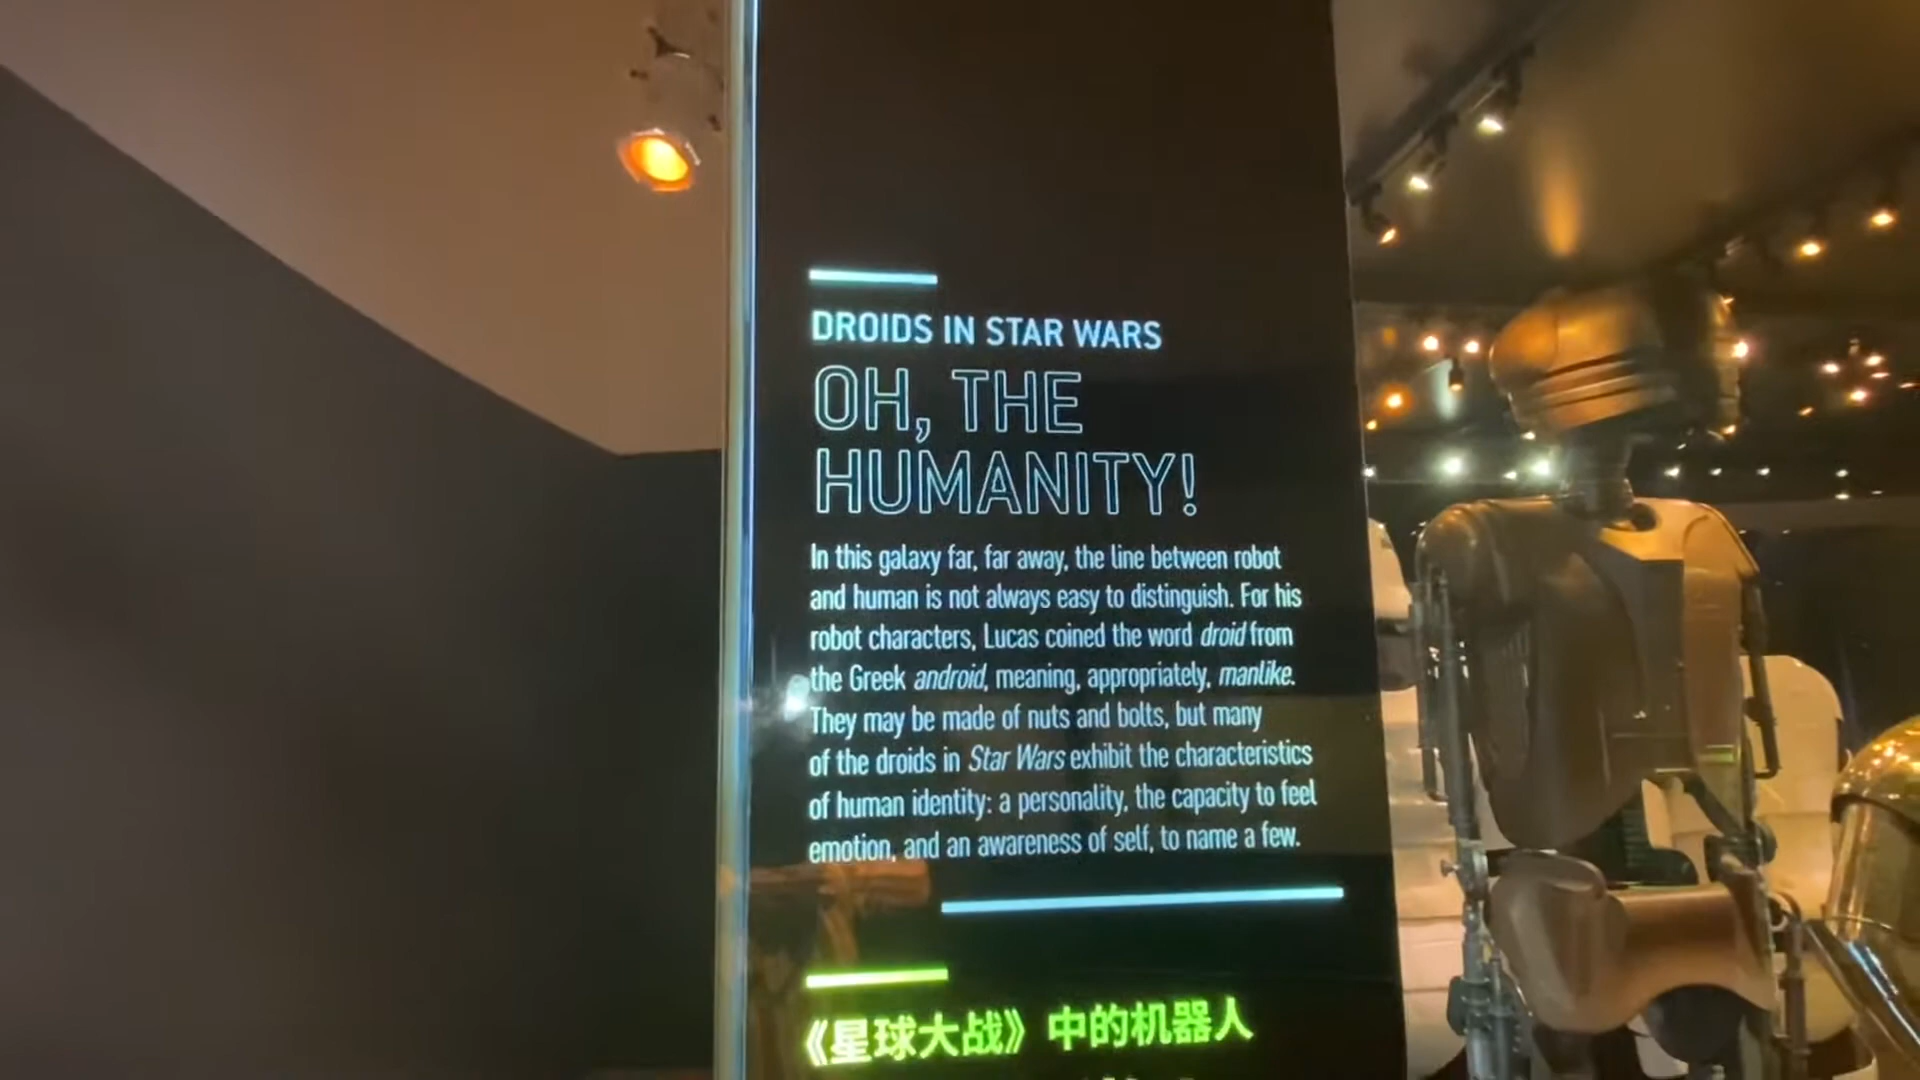 DROIDS IN STAR WARS
OH, THE
HUMANITY!
In this galaxy far, far away, the line between robot
and human is not always easy to distinguish. For his
robot characters, Lucas coined the word droid from
the Greek android, meaning, appropriately, manlike.
They may be made of nuts and bolts, but many
of the droids in Star Wars exhibit the characteristics
of human identity: a personality, the capacity to feel
emotion, and an awareness of self, to name a few.
《星球大战》中的机器人